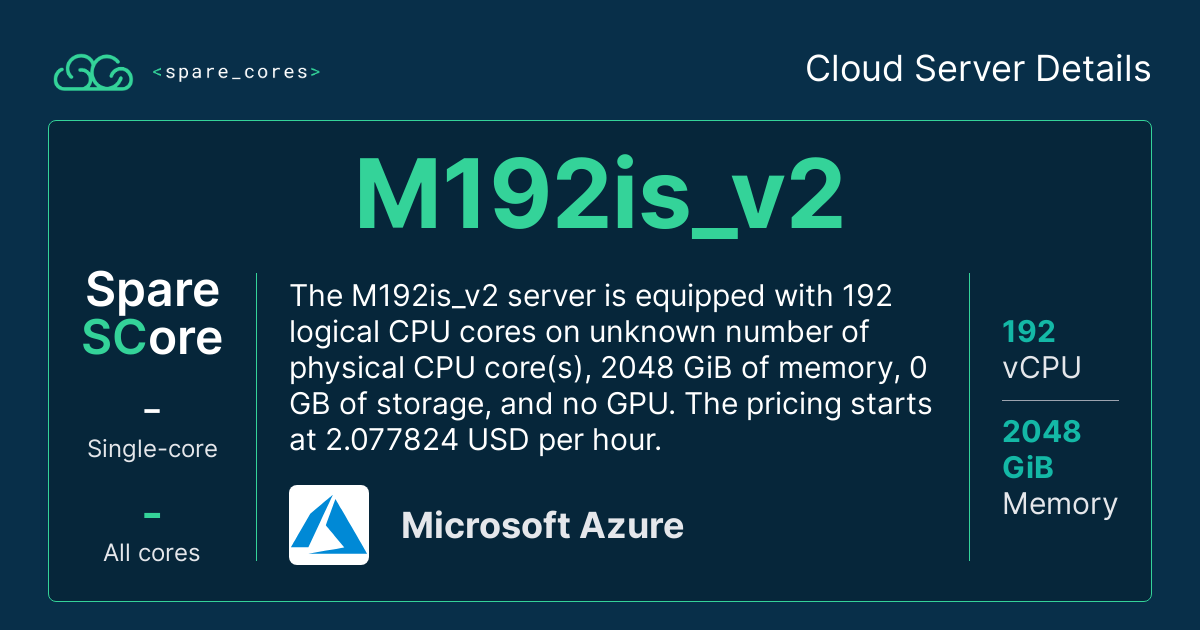 <spare_cores>
Cloud Server Details
M192is_v2
Spare
SCore
–
Single-core
–
All cores
The M192is_v2 server is equipped with 192
logical CPU cores on unknown number of
physical CPU core(s), 2048 GiB of memory, 0
GB of storage, and no GPU. The pricing starts
at 2.077824 USD per hour.
Microsoft Azure
192
vCPU
2048
GiB
Memory